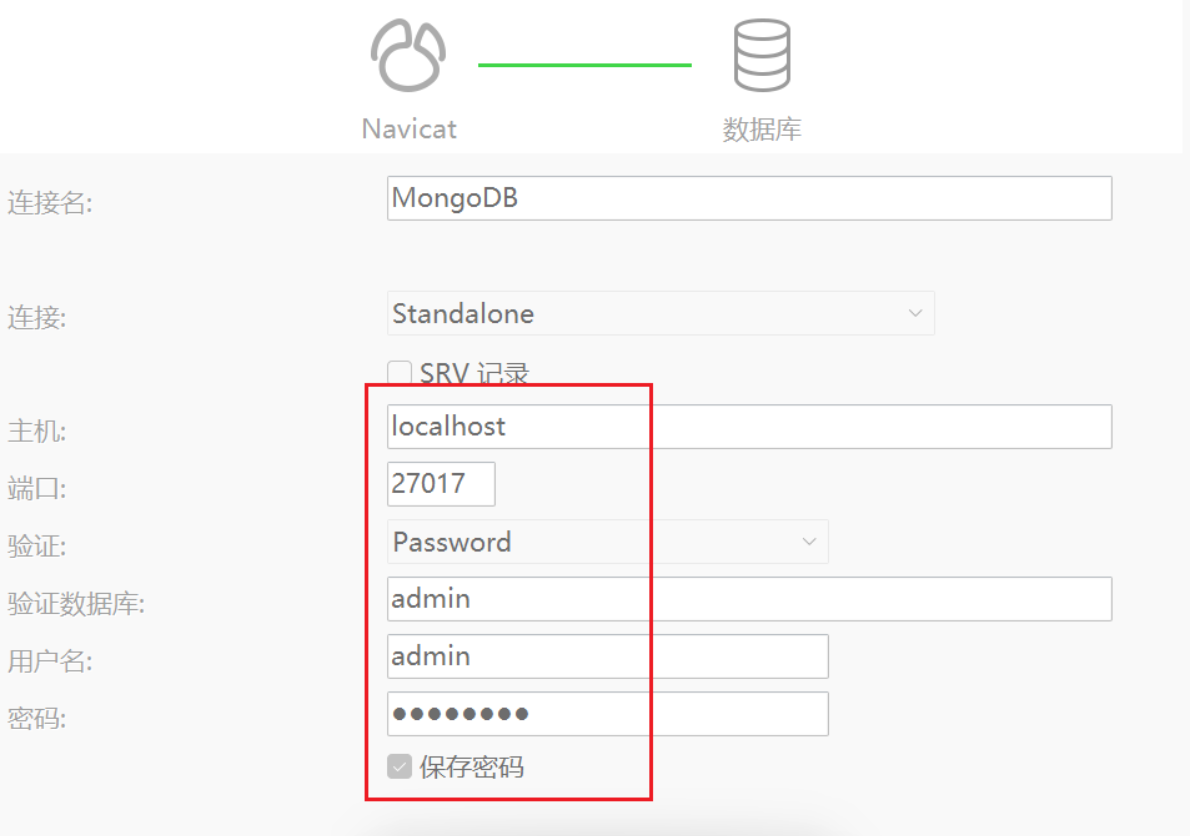 Navicat
数据库
连接名:
MongoDB
连接:
Standalone
SRV 记录
主机:
localhost
端口:
27017
验证:
Password
验证数据库:
admin
用户名:
admin
密码:
●●●●●●●●
保存密码